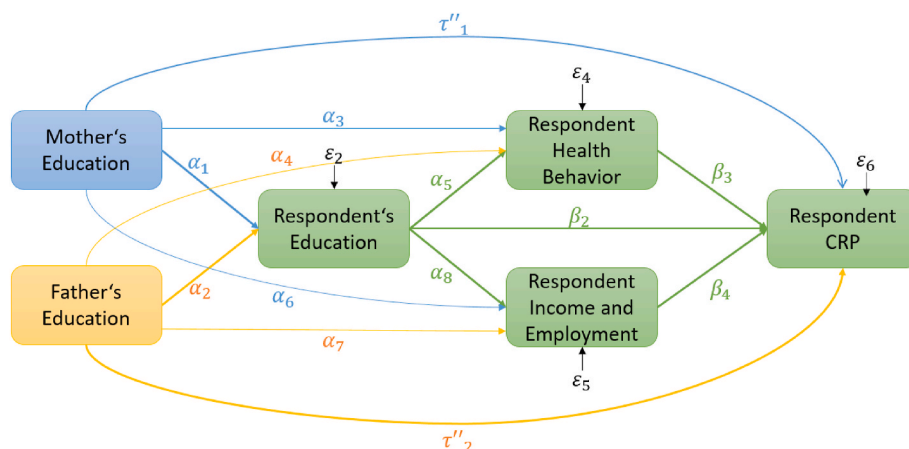 τ″₁
ε₄
Mother‘s
Education
α₃
Respondent
Health
Behavior
α₄
ε₂
α₁
α₅
β₃
ε₆
Respondent‘s
Education
β₂
Respondent
CRP
Father‘s
Education
α₂
α₆
α₈
Respondent
Income and
Employment
β₄
α₇
ε₅
τ″₂